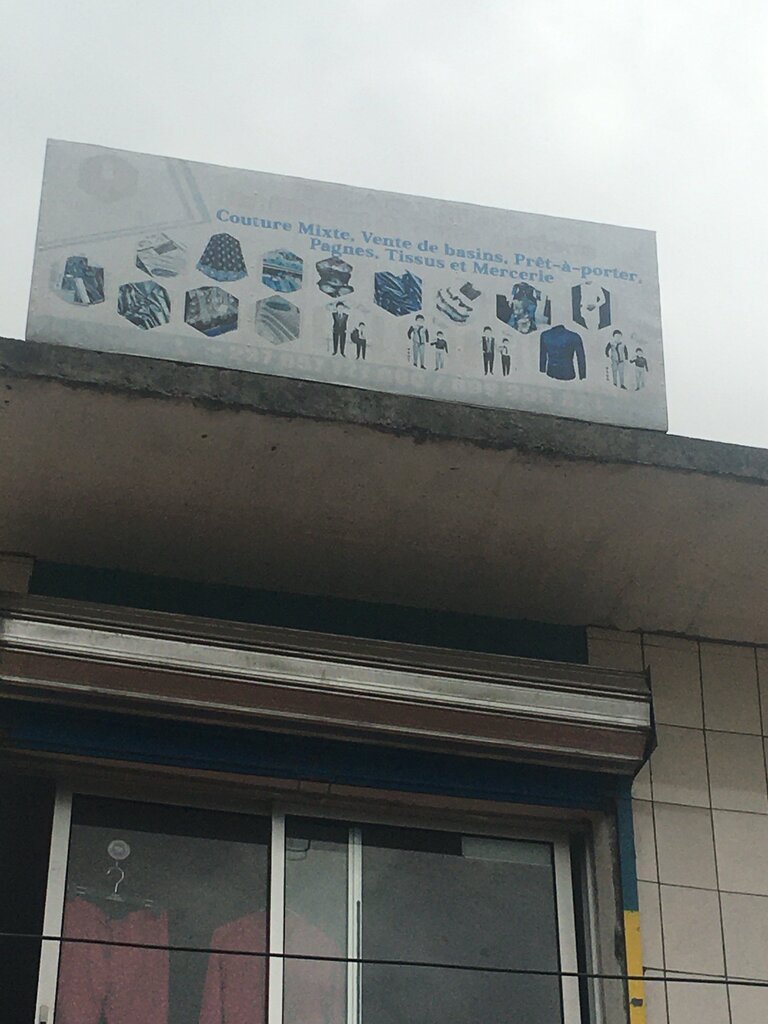 Couture Mixte, Vente de basins, Prêt-à-porter,
Pagnes, Tissus et Mercerie